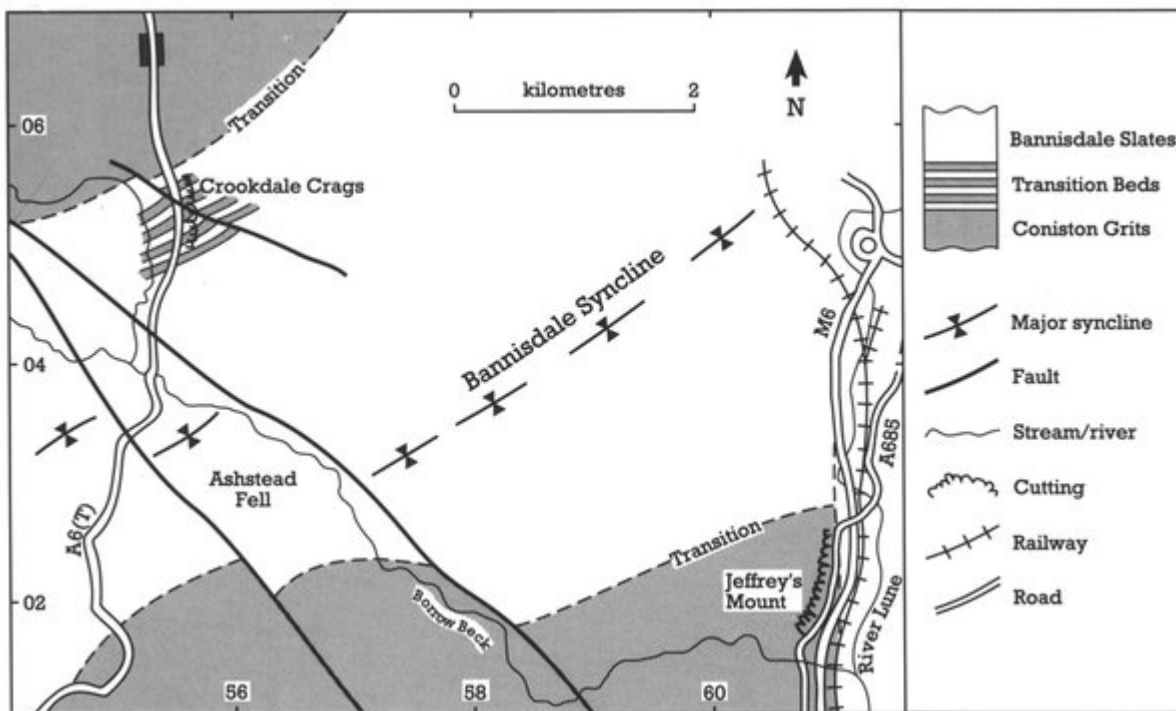 06
Transition
Crookdale Crags
0
kilometres
2
N
Bannisdale Syncline
04
M6
A685
Ashstead
Fell
A6(T)
Transition
Jeffrey's
Mount
02
Borrow Beck
River Lune
56
58
60
Bannisdale Slates
Transition Beds
Coniston Grits
Major syncline
Fault
Stream/river
Cutting
Railway
Road